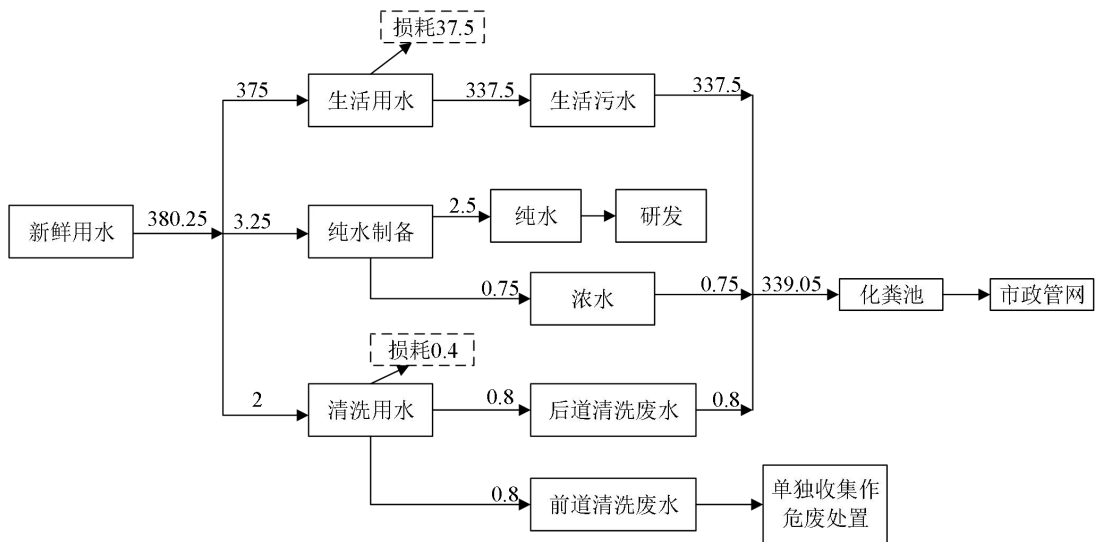 损耗37.5
375
生活用水
337.5
生活污水
337.5
新鲜用水
380.25
3.25
纯水制备
2.5
纯水
研发
0.75
浓水
0.75
339.05
化粪池
市政管网
损耗0.4
2
清洗用水
0.8
后道清洗废水
0.8
0.8
前道清洗废水
单独收集作
危废处置